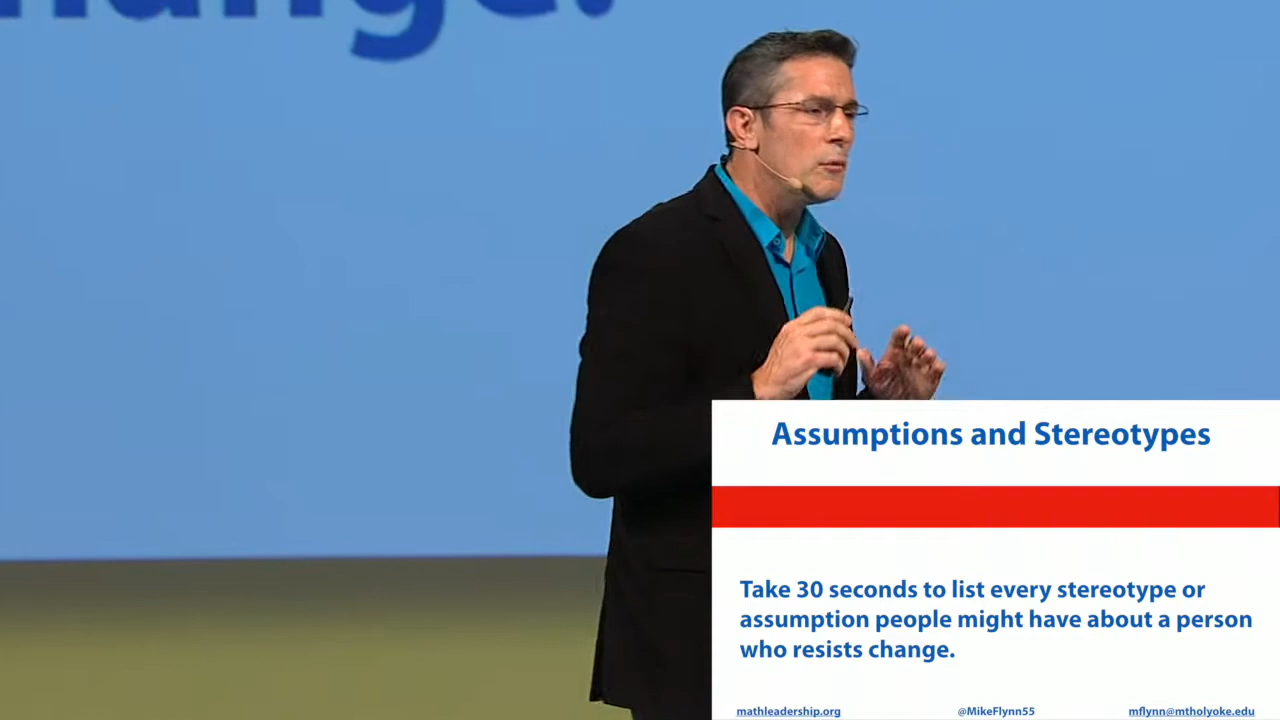 Assumptions and Stereotypes
Take 30 seconds to list every stereotype or
assumption people might have about a person
who resists change.
mathleadership.org @MikeFlynn55 mflynn@mtholyoke.edu